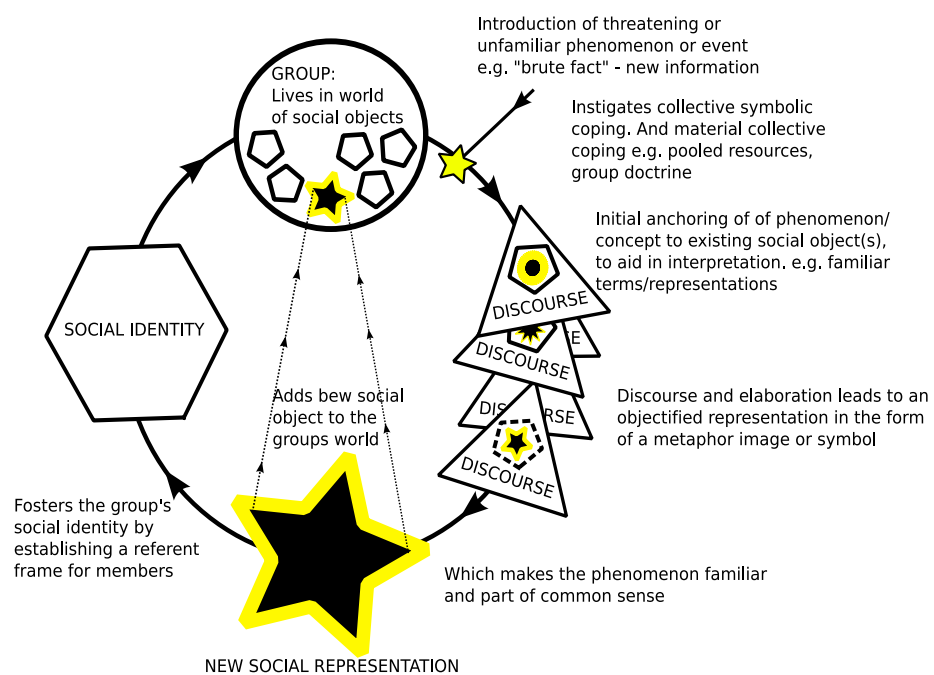 Introduction of threatening or
unfamiliar phenomenon or event
e.g. "brute fact" - new information
GROUP:
Lives in world
of social objects
Instigates collective symbolic
coping. And material collective
coping e.g. pooled resources,
group doctrine
Initial anchoring of of phenomenon/
concept to existing social object(s),
to aid in interpretation. e.g. familiar
terms/representations
DISCOURSE
SE
DISCOURSE
DIS
RSE
DISCOURSE
SOCIAL IDENTITY
Adds bew social
object to the
groups world
Discourse and elaboration leads to an
objectified representation in the form
of a metaphor image or symbol
Fosters the group's
social identity by
establishing a referent
frame for members
Which makes the phenomenon familiar
and part of common sense
NEW SOCIAL REPRESENTATION